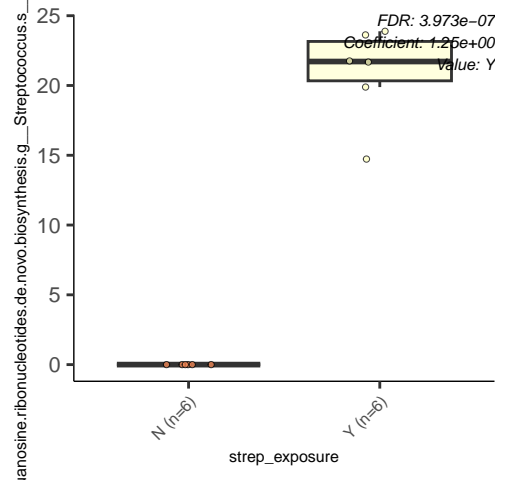 uanosine.ribonucleotides.de.novo.biosynthesis.g__Streptococcus.s_
25
20
15
10
5
0
FDR: 3.973e−07
Coefficient: 1.25e+00
Value: Y
N (n=6)
Y (n=6)
strep_exposure